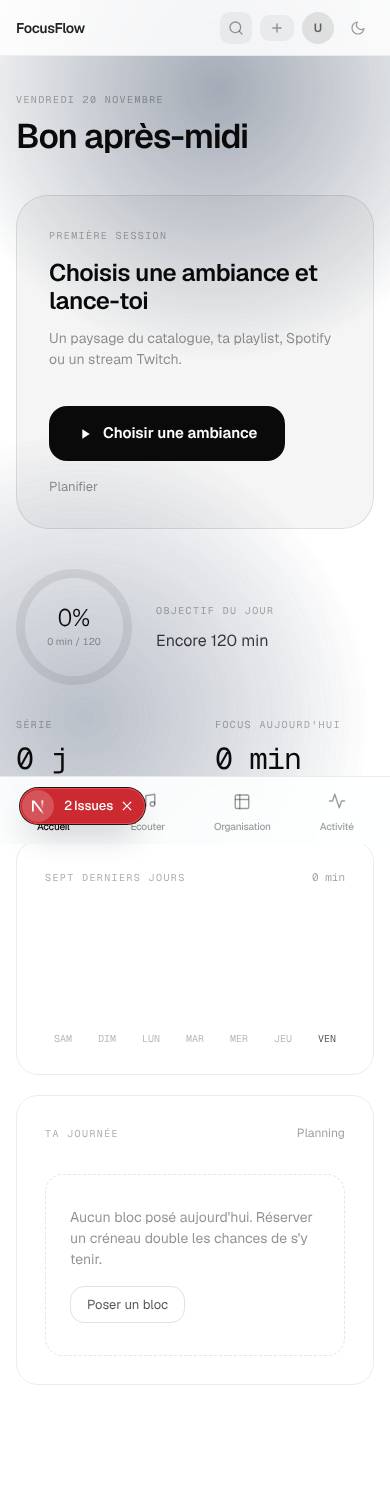 FocusFlow
U
VENDREDI 20 NOVEMBRE
Bon après-midi
PREMIÈRE SESSION
Choisis une ambiance et
lance-toi
Un paysage du catalogue, ta playlist, Spotify
ou un stream Twitch.
Choisir une ambiance
Planifier
0%
0 min / 120
OBJECTIF DU JOUR
Encore 120 min
SÉRIE
FOCUS AUJOURD'HUI
0 j
0 min
N
2 Issues
Accueil
Écouter
Organisation
Activité
SEPT DERNIERS JOURS
0 min
SAM
DIM
LUN
MAR
MER
JEU
VEN
TA JOURNÉE
Planning
Aucun bloc posé aujourd'hui. Réserver
un créneau double les chances de s'y
tenir.
Poser un bloc